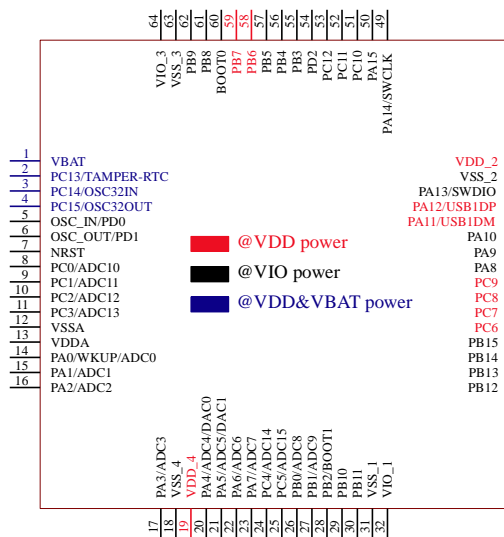 64
63
62
61
60
59
58
57
56
55
54
53
52
51
50
49
VIO_3
VSS_3
PB9
PB8
BOOT0
PB7
PB6
PB5
PB4
PB3
PD2
PC12
PC11
PC10
PA15
PA14/SWCLK
1 VBAT
2 PC13/TAMPER-RTC
3 PC14/OSC32IN
4 PC15/OSC32OUT
5 OSC_IN/PD0
6 OSC_OUT/PD1
7 NRST
8 PC0/ADC10
9 PC1/ADC11
10 PC2/ADC12
11 PC3/ADC13
12 VSSA
13 VDDA
14 PA0/WKUP/ADC0
15 PA1/ADC1
16 PA2/ADC2
@VDD power
@VIO power
@VDD&VBAT power
VDD_2
VSS_2
PA13/SWDIO
PA12/USB1DP
PA11/USB1DM
PA10
PA9
PA8
PC9
PC8
PC7
PC6
PB15
PB14
PB13
PB12
PA3/ADC3
VSS_4
VDD_4
PA4/ADC4/DAC0
PA5/ADC5/DAC1
PA6/ADC6
PA7/ADC7
PC4/ADC14
PC5/ADC15
PB0/ADC8
PB1/ADC9
PB2/BOOT1
PB10
PB11
VSS_1
VIO_1
17
18
19
20
21
22
23
24
25
26
27
28
29
30
31
32